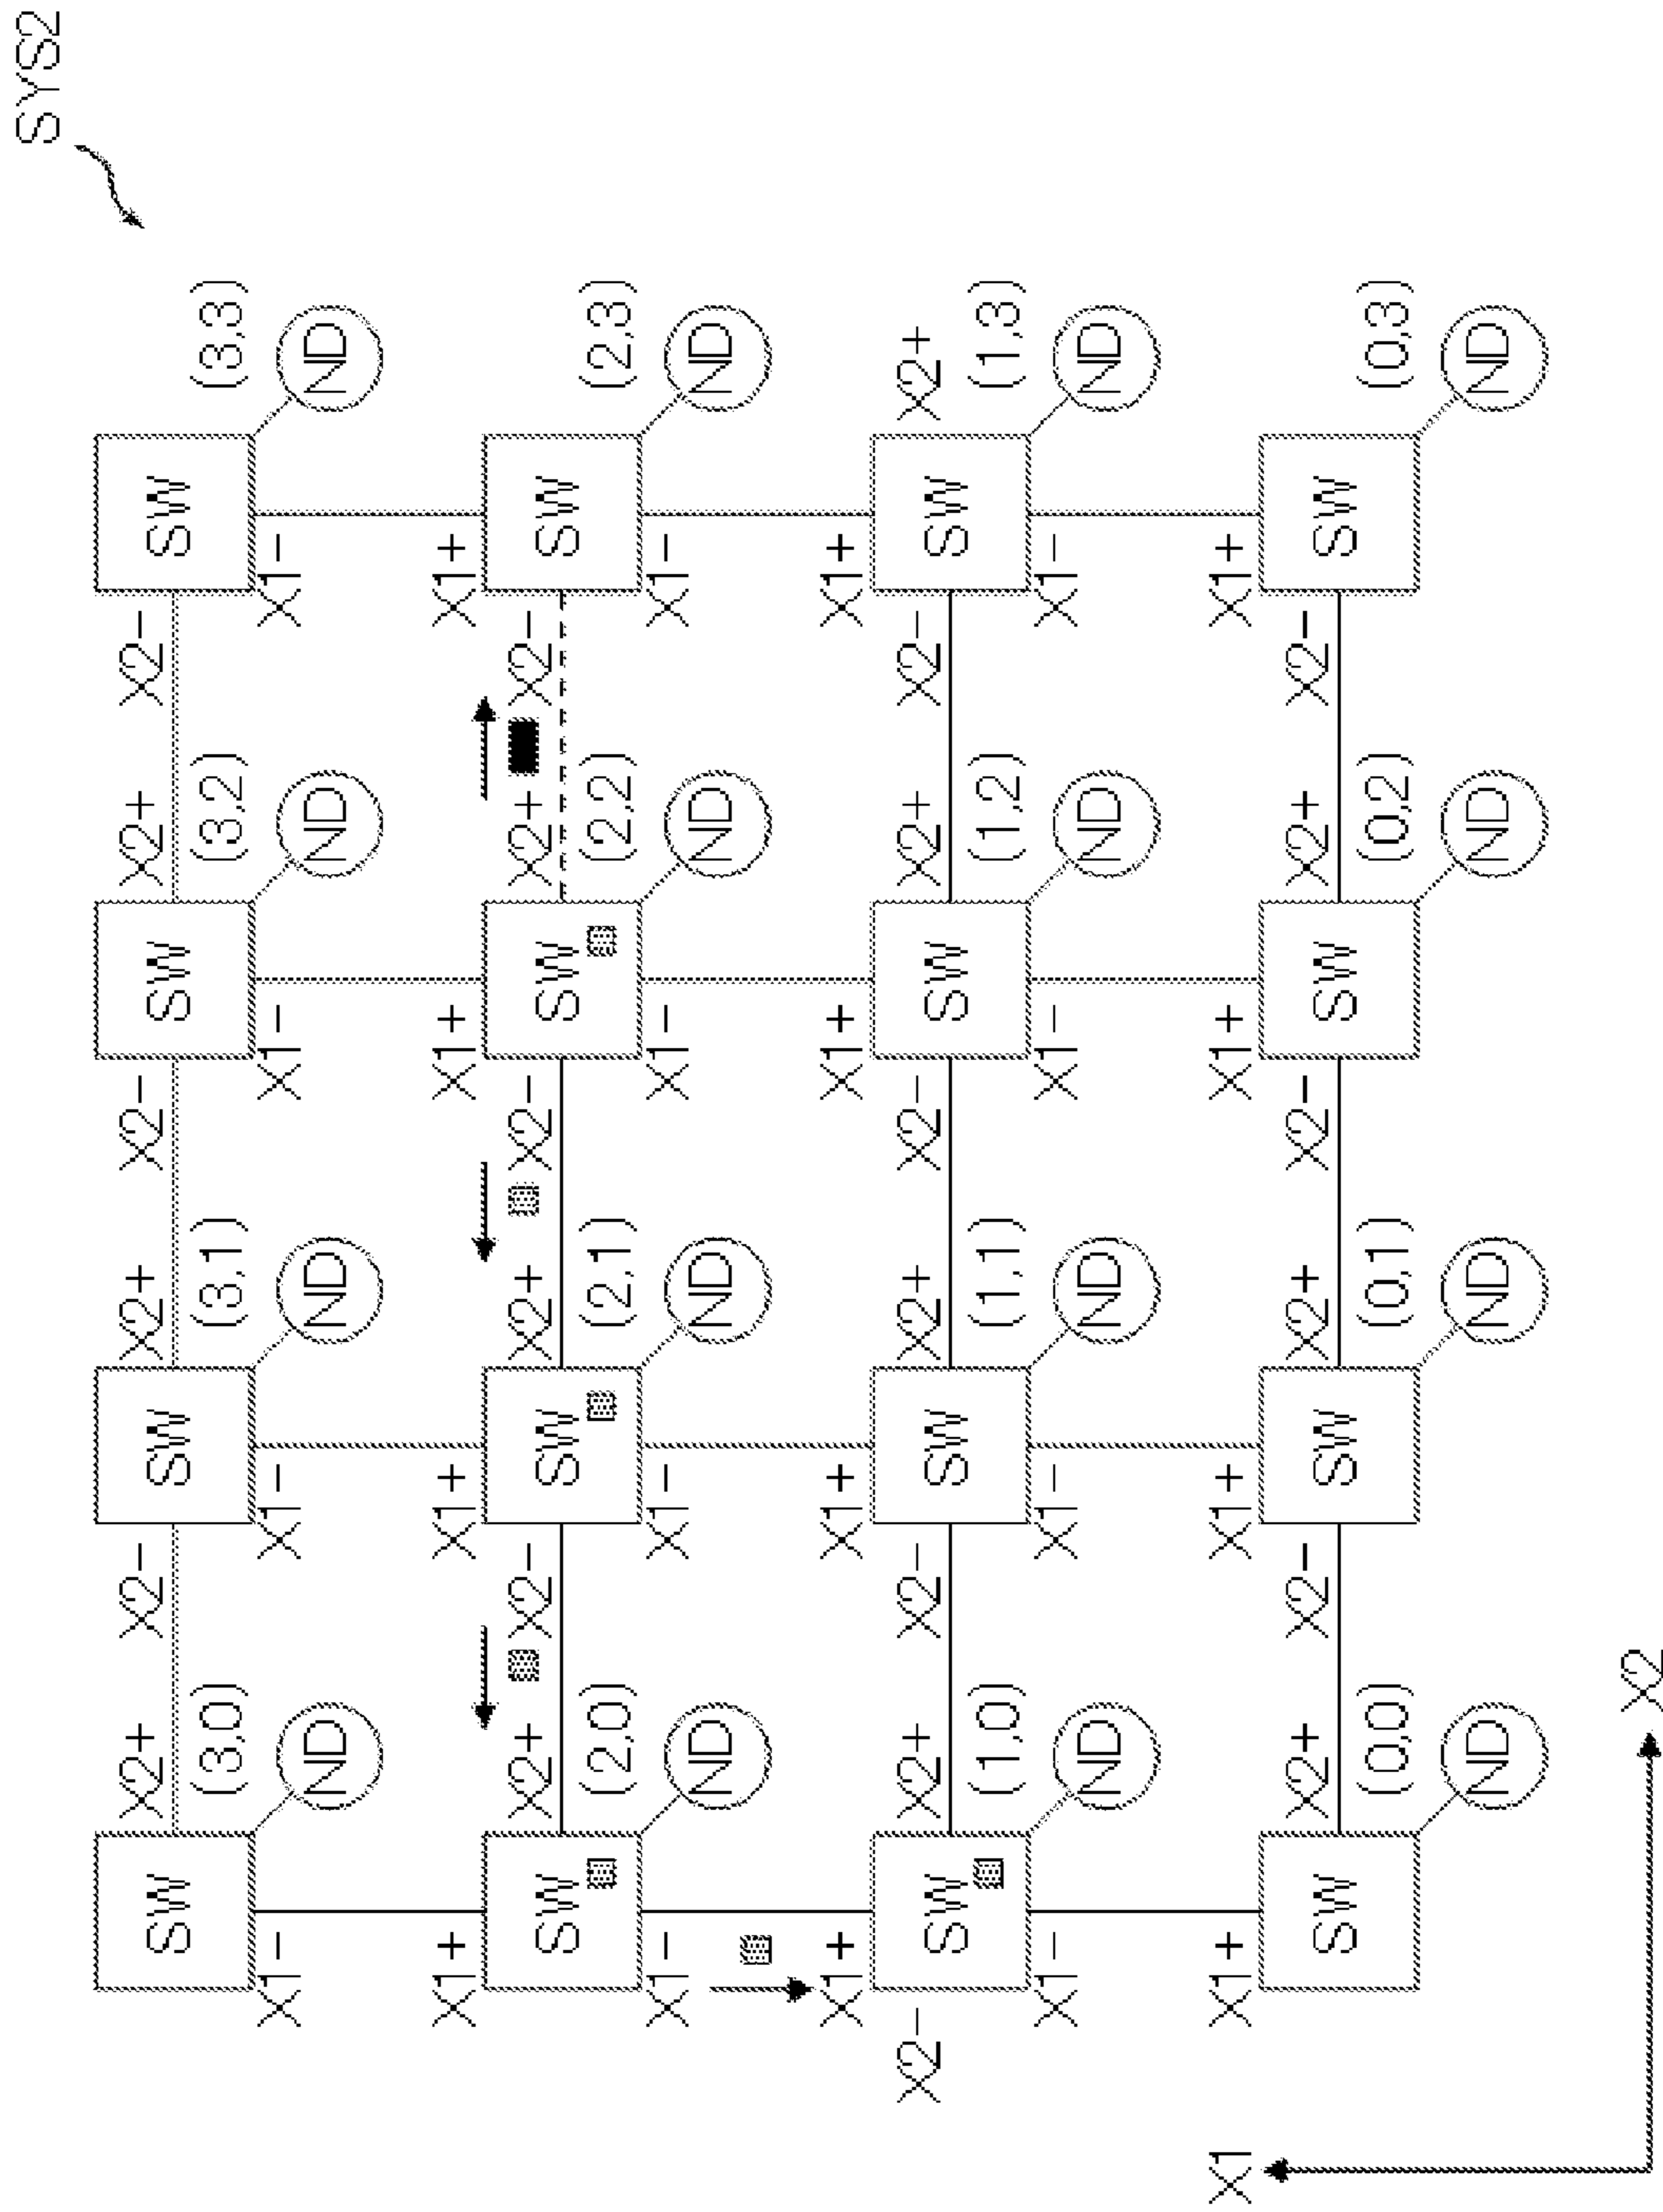 SYS2
X2+ X2- X2+ X2- X2+ X2-
SW SW SW SW
(3,0) (3,1) (3,2) (3,3)
X1- X1- X1- X1-
ND ND ND ND
X1+ X1+ X1+ X1+
X2+ X2- X2+ X2- X2+ X2-
SW SW SW SW
(2,0) (2,1) (2,2) (2,3)
X1- X1- X1- X1-
ND ND ND ND
X1+ X1+ X1+ X1+
X2- X2+ X2- X2+ X2- X2+ X2- X2+
SW SW SW SW
(1,0) (1,1) (1,2) (1,3)
X1- X1- X1- X1-
ND ND ND ND
X1 X1+ X1+ X1+ X1+
X2+ X2- X2+ X2- X2+ X2-
SW SW SW SW
(0,0) (0,1) (0,2) (0,3)
ND ND ND ND
X2